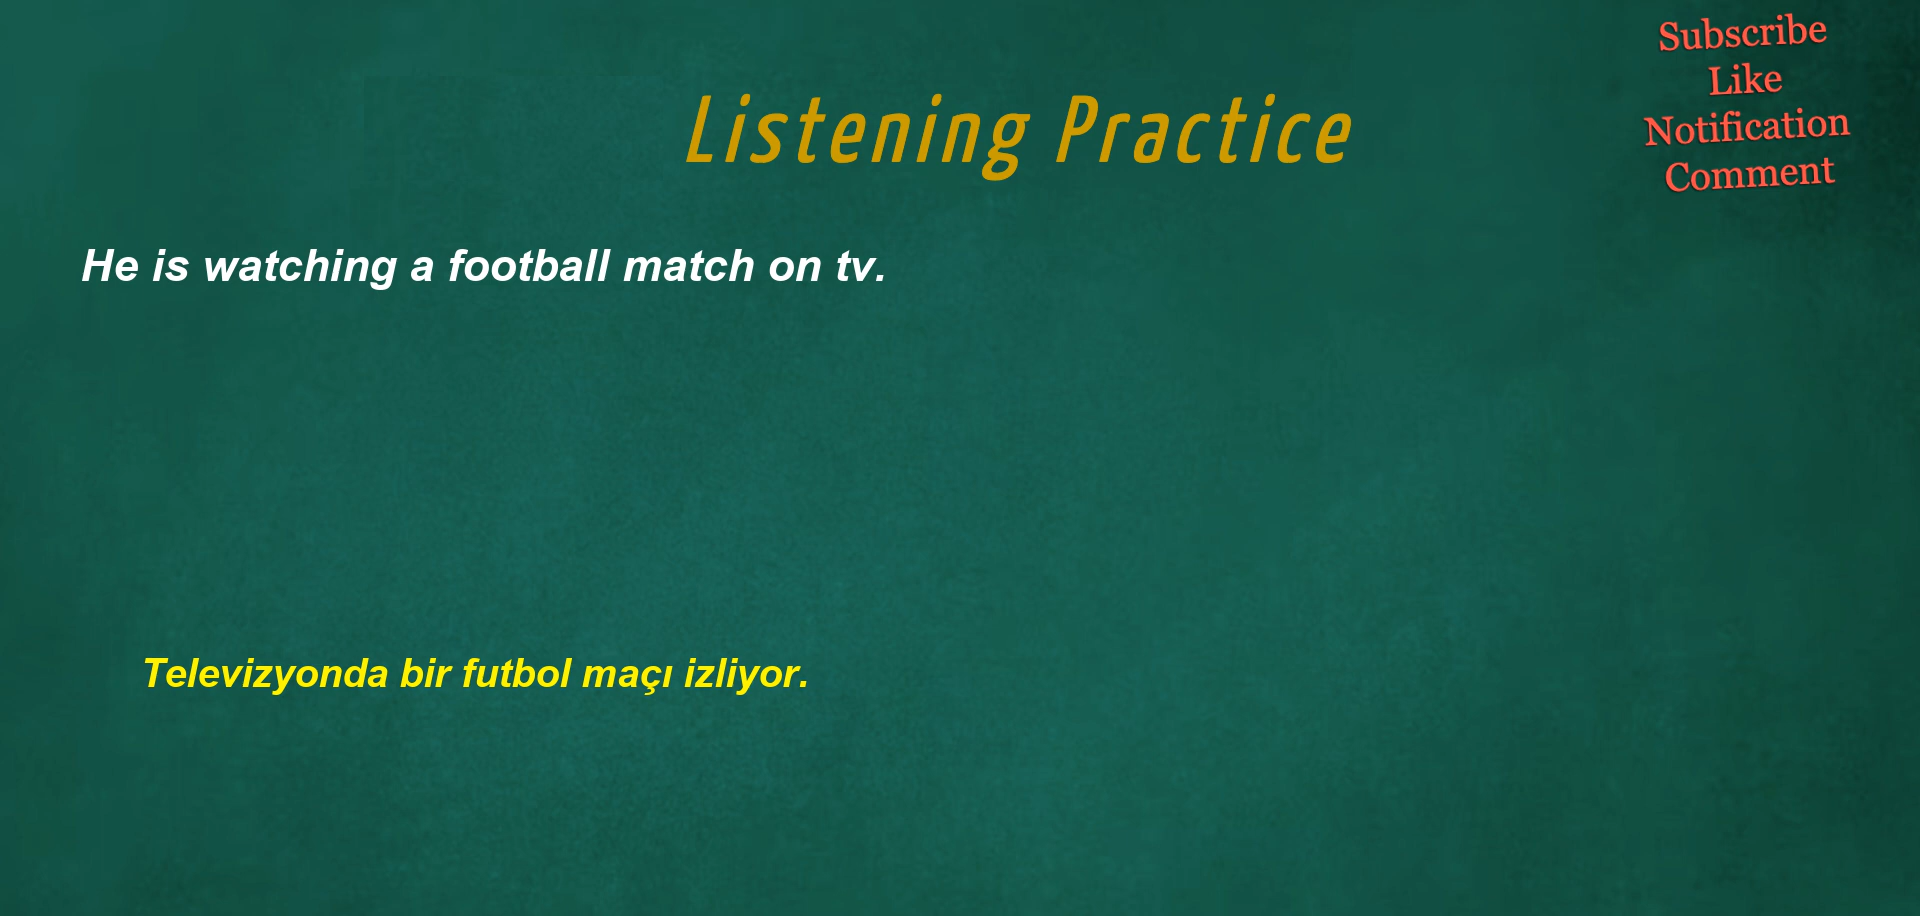 Subscribe
Like
Notification
Comment
Listening Practice
He is watching a football match on tv.
Televizyonda bir futbol maçı izliyor.